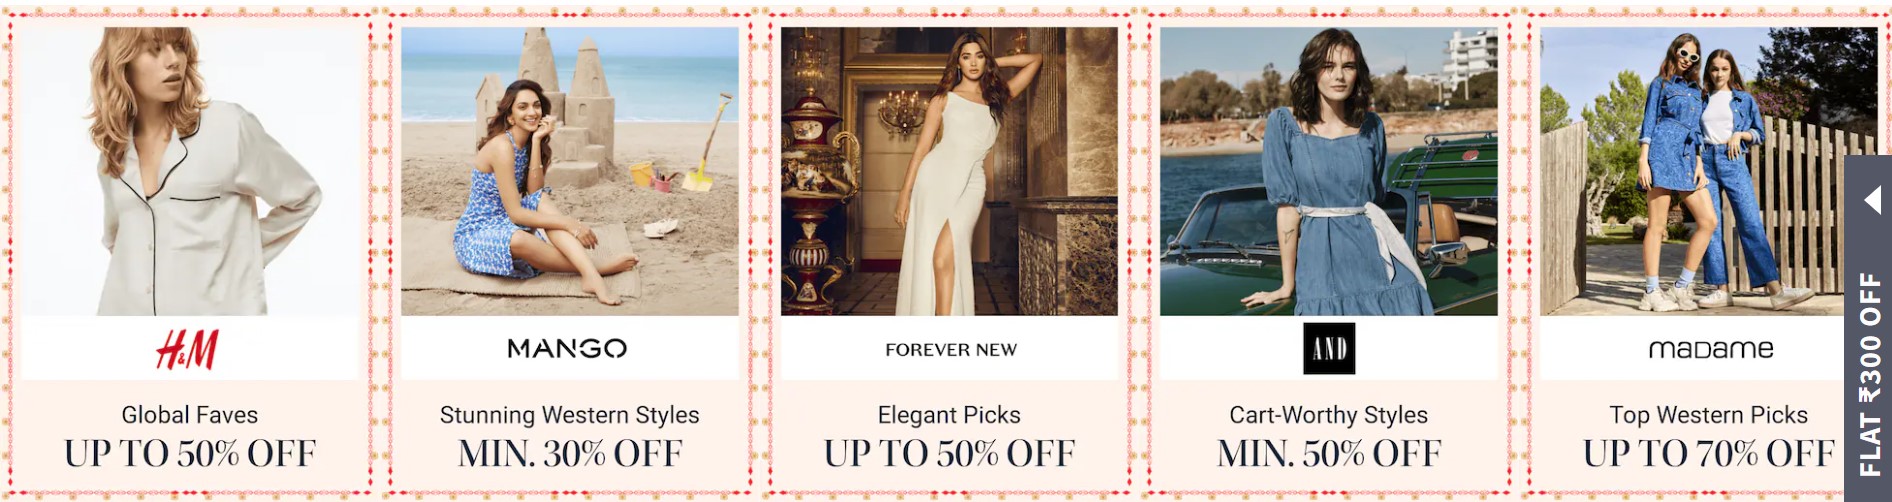 H&M
Global Faves
UP TO 50% OFF
MANGO
Stunning Western Styles
MIN. 30% OFF
FOREVER NEW
Elegant Picks
UP TO 50% OFF
AND
Cart-Worthy Styles
MIN. 50% OFF
maDame
Top Western Picks
UP TO 70% OFF
FLAT ₹300 OFF